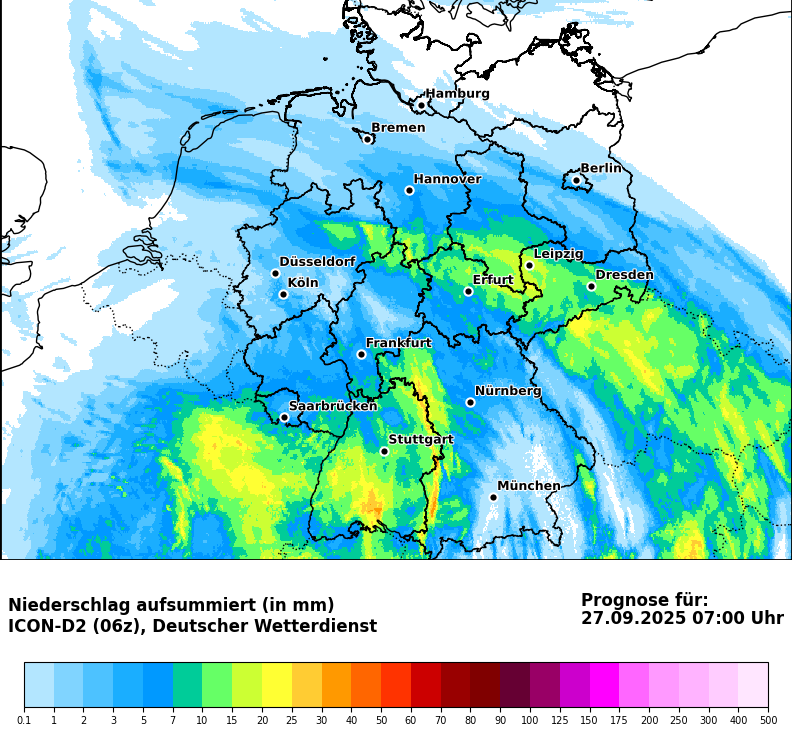 Hamburg
Bremen
Berlin
Hannover
Leipzig
Düsseldorf
Dresden
Köln
Erfurt
Frankfurt
Nürnberg
Saarbrücken
Stuttgart
München
Niederschlag aufsummiert (in mm)
ICON-D2 (06z), Deutscher Wetterdienst
Prognose für:
27.09.2025 07:00 Uhr
0.1 1 2 3 5 7 10 15 20 25 30 40 50 60 70 80 90 100 125 150 175 200 250 300 400 500